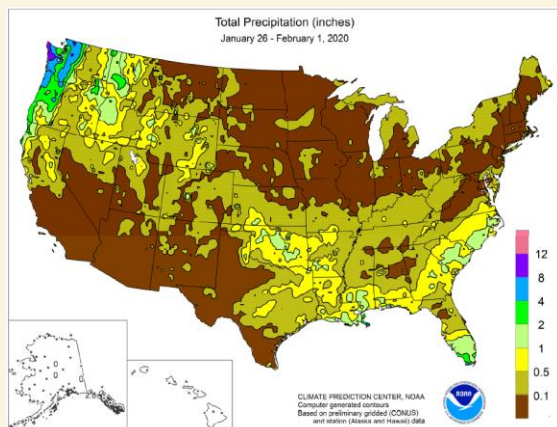 Total Precipitation (inches)
January 26 - February 1, 2020
12
8
4
2
1
0.5
0.1
CLIMATE PREDICTION CENTER, NOAA
Computer generated contours
Based on preliminary gridded (CONUS)
and station (Alaska and Hawaii) data
NOAA